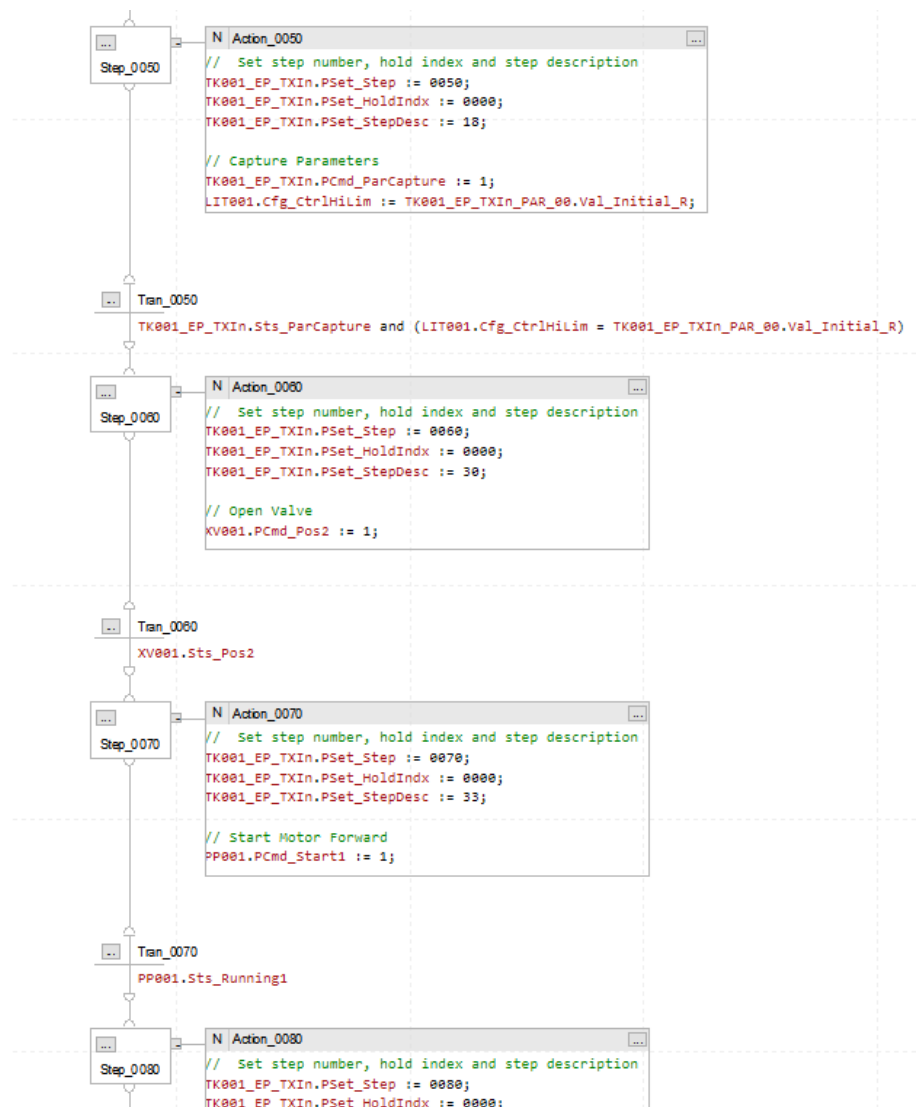 ...
N Action_0050 ...
Step_0050
// Set step number, hold index and step description
TK001_EP_TXIn.PSet_Step := 0050;
TK001_EP_TXIn.PSet_HoldIndx := 0000;
TK001_EP_TXIn.PSet_StepDesc := 18;
// Capture Parameters
TK001_EP_TXIn.PCmd_ParCapture := 1;
LIT001.Cfg_CtrlHiLim := TK001_EP_TXIn_PAR_00.Val_Initial_R;
... Tran_0050
TK001_EP_TXIn.Sts_ParCapture and (LIT001.Cfg_CtrlHiLim = TK001_EP_TXIn_PAR_00.Val_Initial_R)
...
N Action_0060 ...
Step_0060
// Set step number, hold index and step description
TK001_EP_TXIn.PSet_Step := 0060;
TK001_EP_TXIn.PSet_HoldIndx := 0000;
TK001_EP_TXIn.PSet_StepDesc := 30;
// Open Valve
XV001.PCmd_Pos2 := 1;
... Tran_0060
XV001.Sts_Pos2
...
N Action_0070 ...
Step_0070
// Set step number, hold index and step description
TK001_EP_TXIn.PSet_Step := 0070;
TK001_EP_TXIn.PSet_HoldIndx := 0000;
TK001_EP_TXIn.PSet_StepDesc := 33;
// Start Motor Forward
PP001.PCmd_Start1 := 1;
... Tran_0070
PP001.Sts_Running1
...
N Action_0080 ...
Step_0080
// Set step number, hold index and step description
TK001_EP_TXIn.PSet_Step := 0080;
TK001_EP_TXIn.PSet_HoldIndx := 0000;